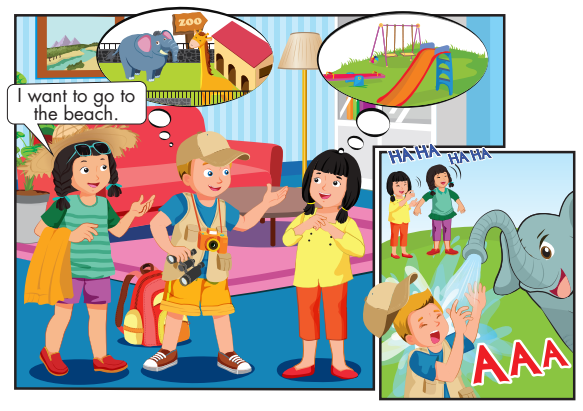 ZOO
I want to go to
the beach.
HA HA
HA HA
AAA